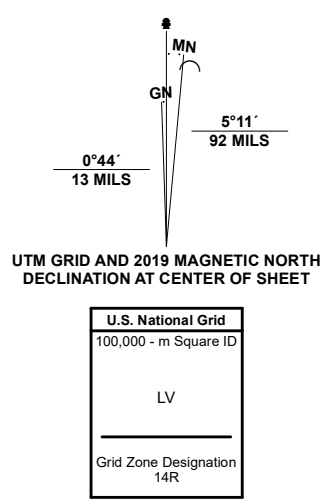 MN
GN
5°11´
92 MILS
0°44´
13 MILS
UTM GRID AND 2019 MAGNETIC NORTH
DECLINATION AT CENTER OF SHEET
U.S. National Grid
100,000 - m Square ID
LV
Grid Zone Designation
14R